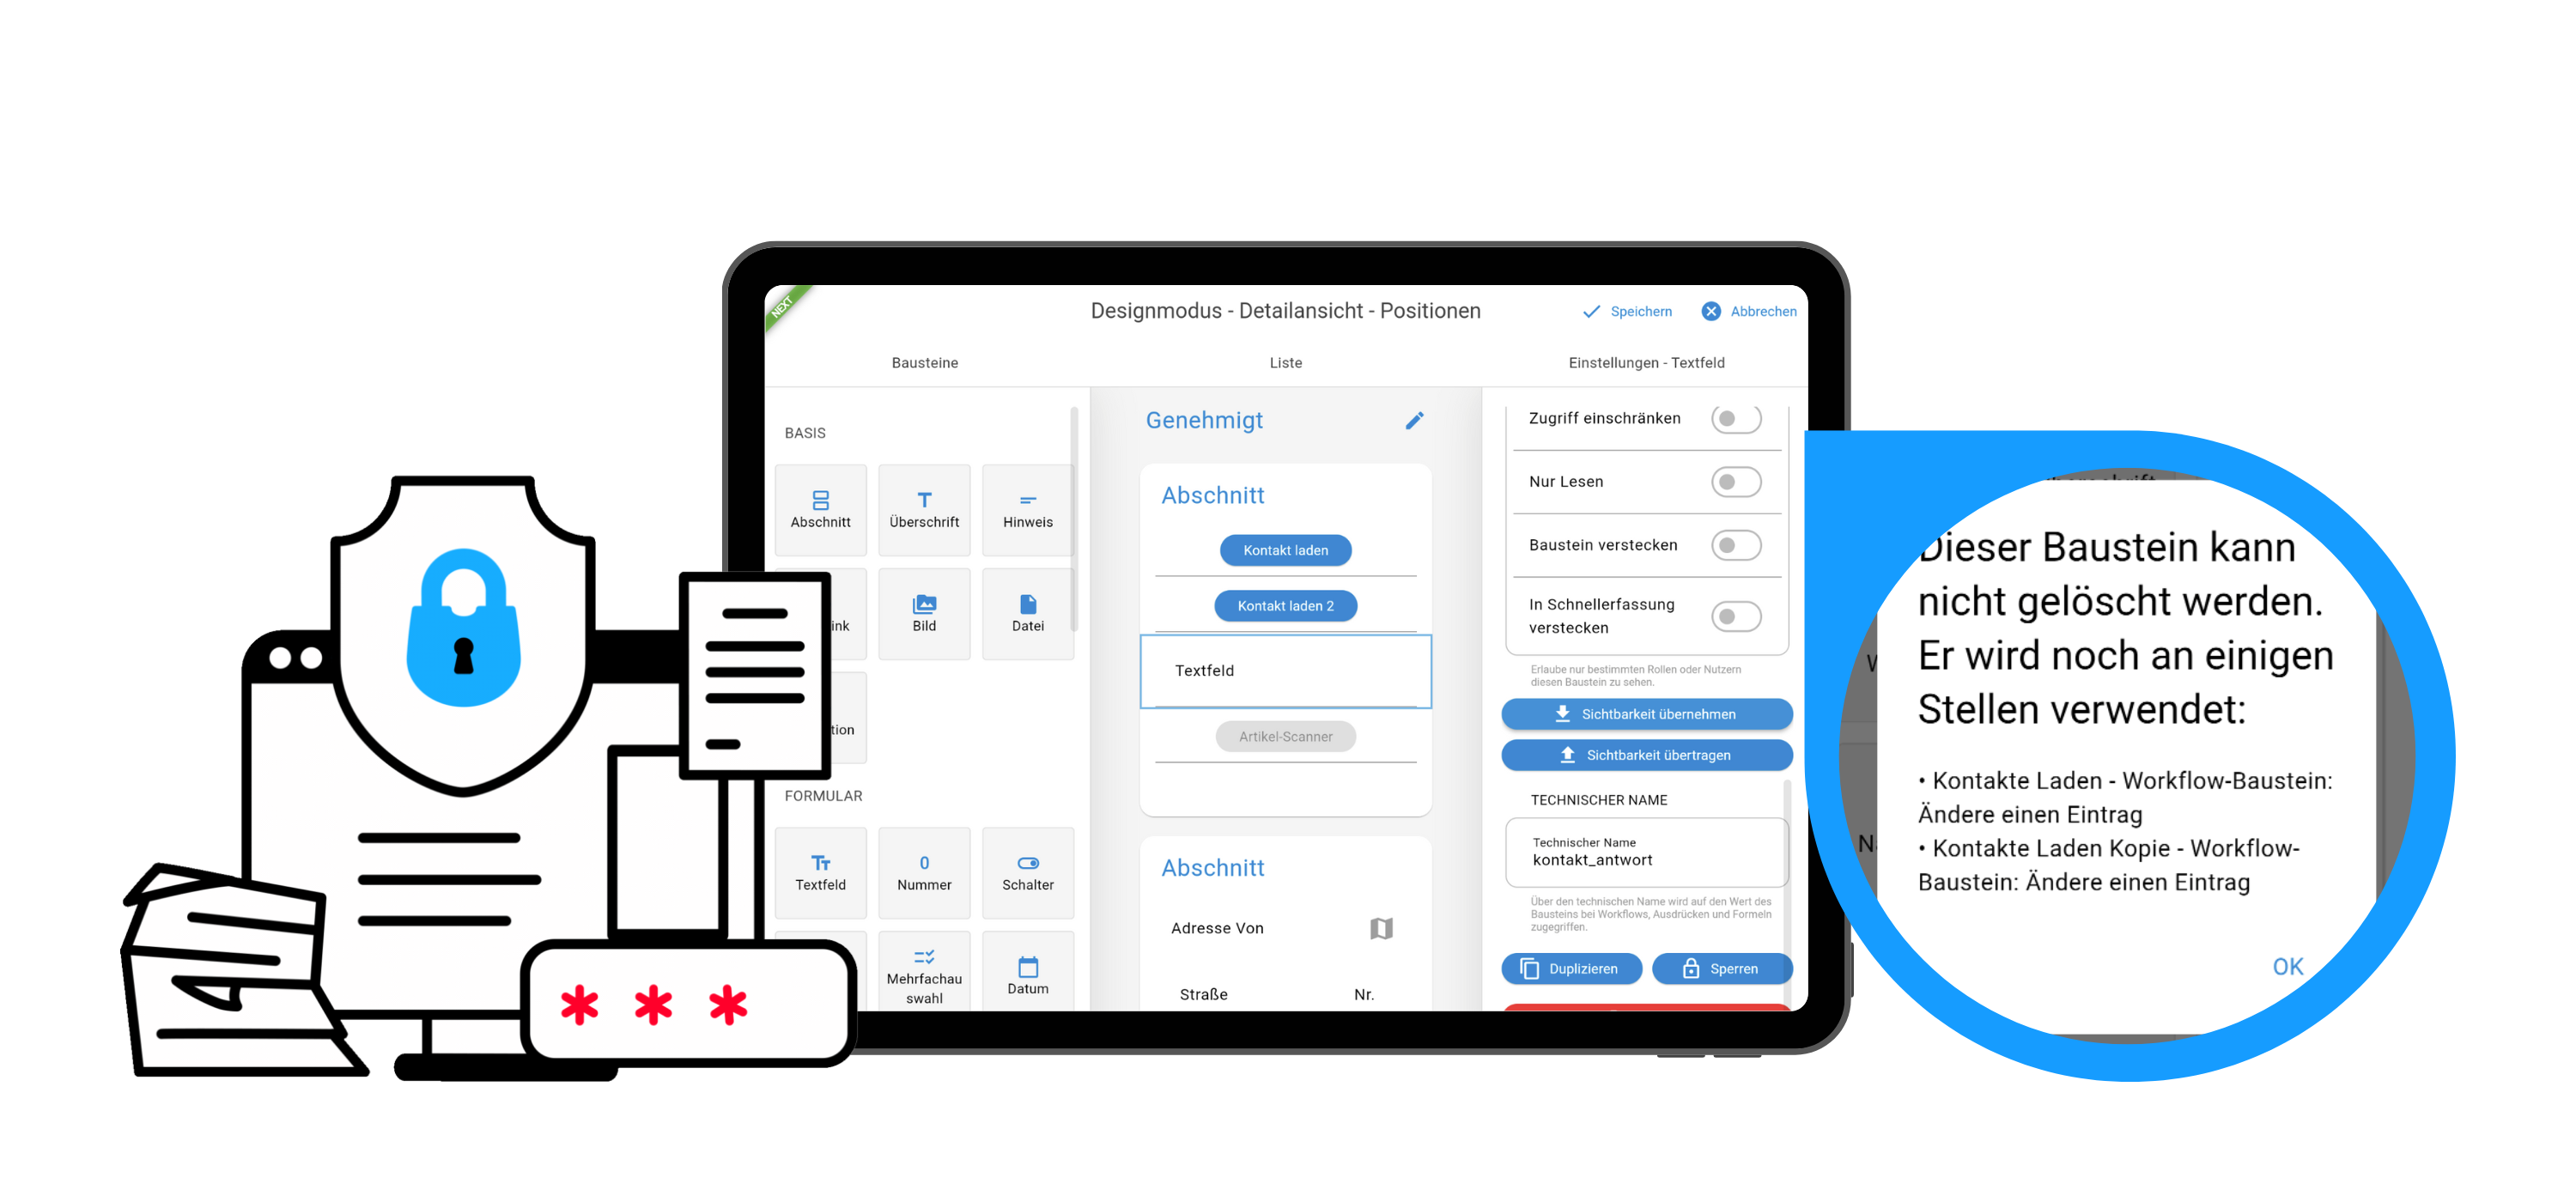 NEXT
Designmodus - Detailansicht - Positionen
Speichern
Abbrechen
Bausteine
Liste
Einstellungen - Textfeld
BASIS
Abschnitt
Überschrift
Hinweis
ink
Bild
Datei
tion
FORMULAR
Textfeld
Nummer
Schalter
Mehrfachau
swahl
Datum
Genehmigt
Abschnitt
Kontakt laden
Kontakt laden 2
Textfeld
Artikel-Scanner
Abschnitt
Adresse Von
Straße
Nr.
Zugriff einschränken
Nur Lesen
Baustein verstecken
In Schnellerfassung
verstecken
Erlaube nur bestimmten Rollen oder Nutzern
diesen Baustein zu sehen.
Sichtbarkeit übernehmen
Sichtbarkeit übertragen
TECHNISCHER NAME
Technischer Name
kontakt_antwort
Über den technischen Name wird auf den Wert des
Bausteins bei Workflows, Ausdrücken und Formeln
zugegriffen.
Duplizieren
Sperren
Dieser Baustein kann
nicht gelöscht werden.
Er wird noch an einigen
Stellen verwendet:
• Kontakte Laden - Workflow-Baustein:
Ändere einen Eintrag
• Kontakte Laden Kopie - Workflow-
Baustein: Ändere einen Eintrag
OK